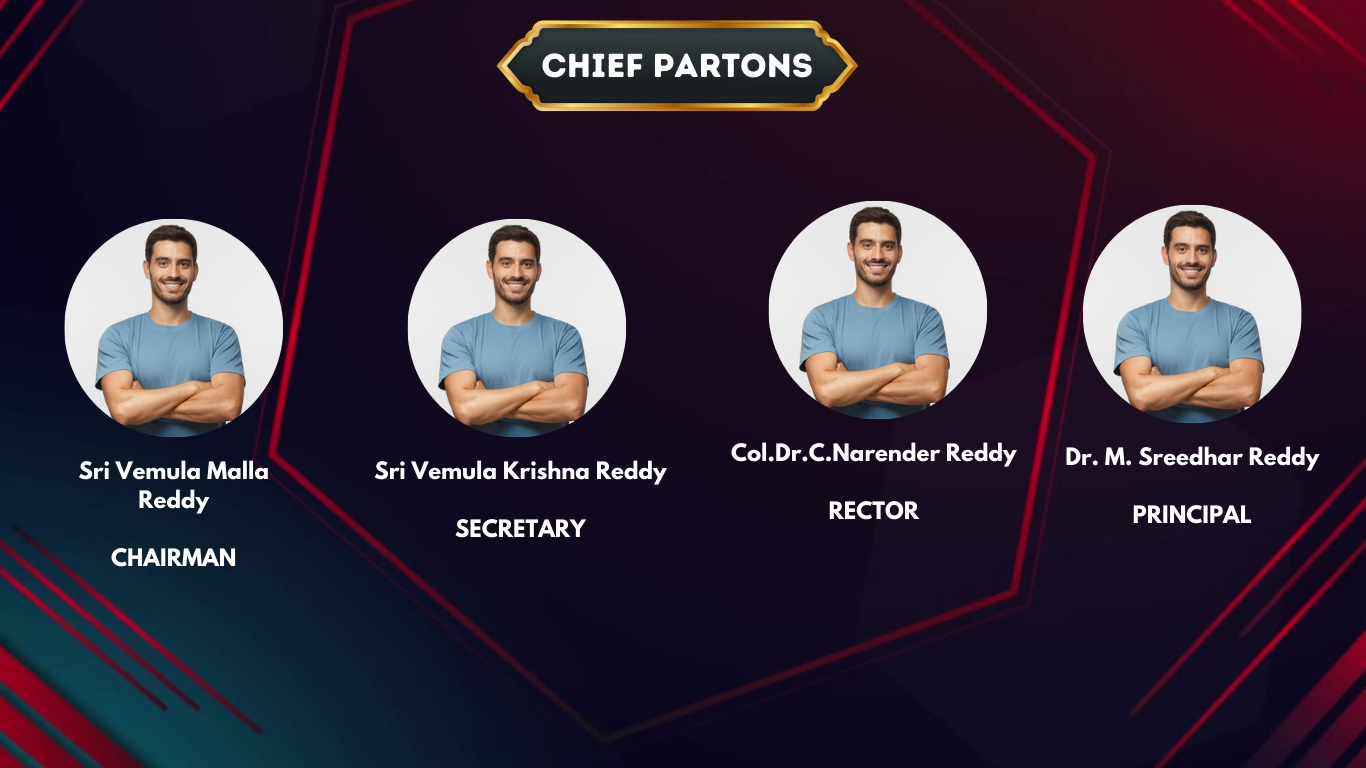 CHIEF PARTONS
Sri Vemula Malla
Reddy
CHAIRMAN
Sri Vemula Krishna Reddy
SECRETARY
Col.Dr.C.Narender Reddy
RECTOR
Dr. M. Sreedhar Reddy
PRINCIPAL